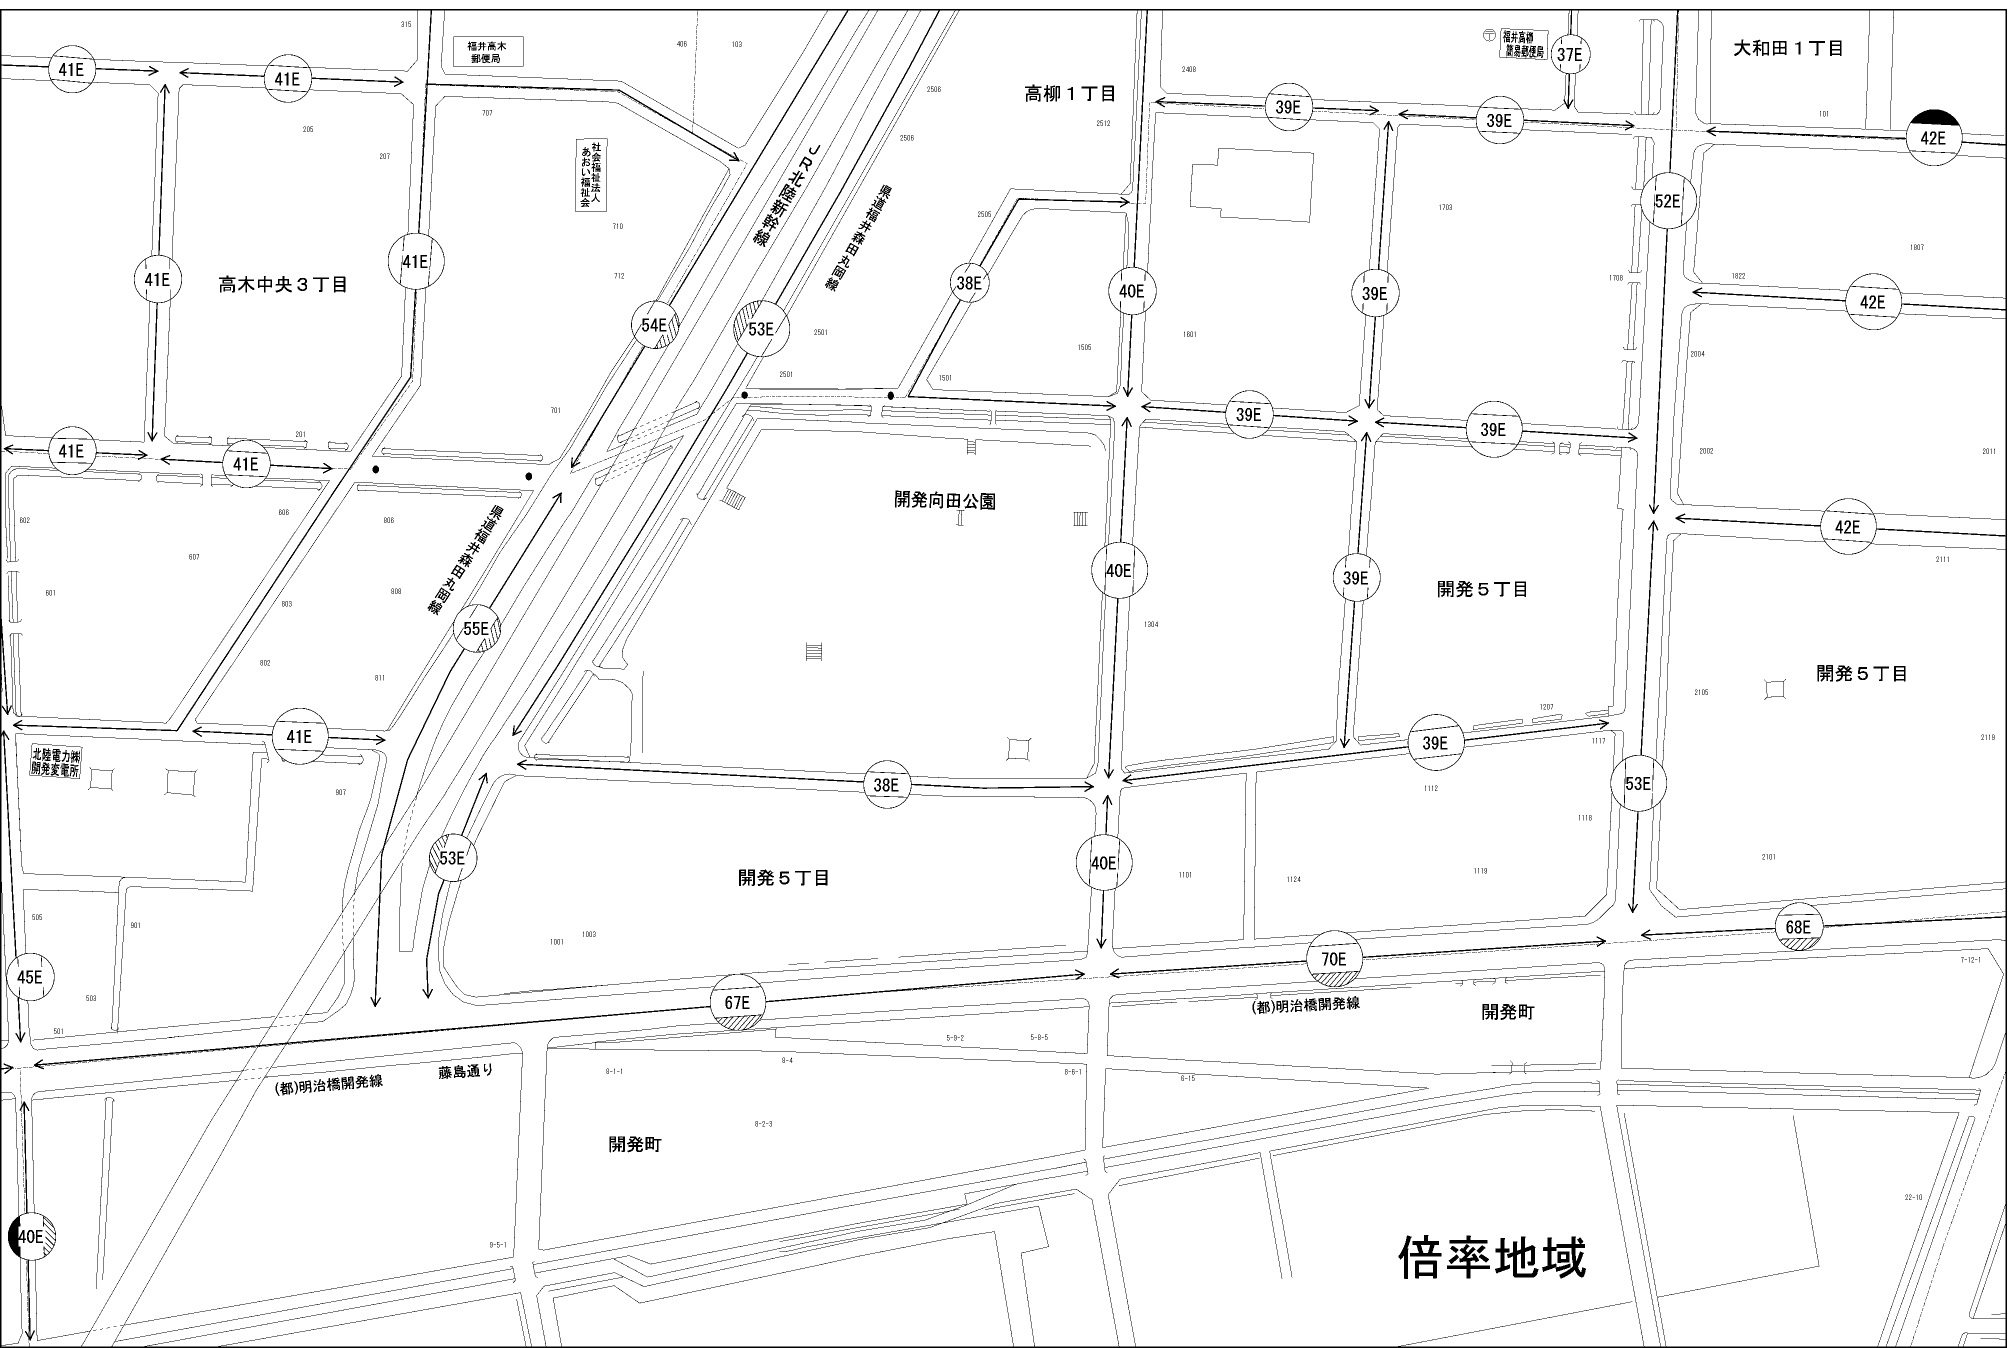 315
福井高木
郵便局
406
103
41E
41E
707
205
207
社会福祉法人
あおい福祉会
710
712
高木中央3丁目
41E
41E
54E
53E
JR北陸新幹線
県道福井森田丸岡線
2506
2506
2501
2501
701
201
41E
41E
高柳1丁目
2512
2505
38E
40E
1505
1501
2408
福井高柳
簡易郵便局
37E
39E
39E
1703
39E
1601
1708
大和田1丁目
101
42E
52E
1807
1822
42E
2004
39E
39E
2002
2011
42E
602
606
806
607
601
803
808
802
811
県道福井森田丸岡線
55E
開発向田公園
40E
1304
39E
開発5丁目
2111
開発5丁目
2105
2119
1207
1117
39E
53E
41E
北陸電力㈱
開発変電所
907
38E
1112
1118
53E
開発5丁目
40E
1101
1124
1119
2101
505
901
1001
1003
45E
503
501
67E
70E
68E
7-12-1
(都)明治橋開発線
開発町
藤島通り
(都)明治橋開発線
5-9-2
5-8-5
8-1-1
8-4
8-6-1
6-15
8-2-3
開発町
40E
9-5-1
22-10
倍率地域